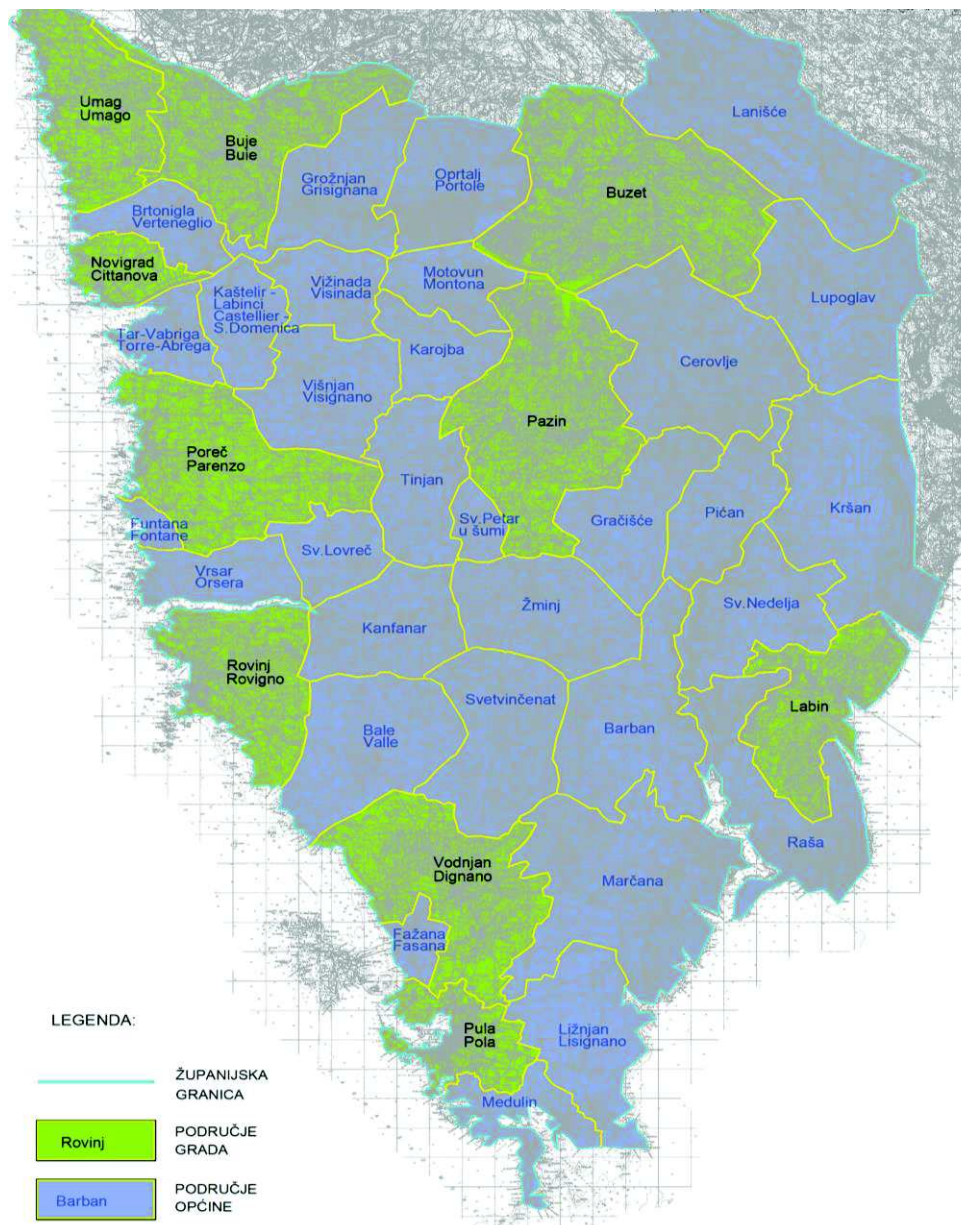 Umag
Umago
Buje
Buie
Grožnjan
Grisignana
Oprtalj
Portole
Lanišće
Buzet
Brtonigla
Verteneglio
Novigrad
Cittanova
Kaštelir -
Labinci
Castellier -
S.Domenica
Vižinada
Visinada
Motovun
Montona
Lupoglav
Tar-Vabriga
Torre-Abrega
Karojba
Cerovlje
Višnjan
Visignano
Pazin
Poreč
Parenzo
Tinjan
Sv.Petar
u šumi
Gračišće
Pićan
Kršan
Funtana
Fontane
Sv.Lovreč
Vrsar
Orsera
Žminj
Sv.Nedelja
Kanfanar
Rovinj
Rovigno
Svetvinčenat
Bale
Valle
Barban
Labin
Raša
Vodnjan
Dignano
Marčana
Fažana
Fasana
Pula
Pola
Ližnjan
Lisignano
Medulin
LEGENDA:
ŽUPANIJSKA
GRANICA
Rovinj
PODRUČJE
GRADA
Barban
PODRUČJE
OPĆINE